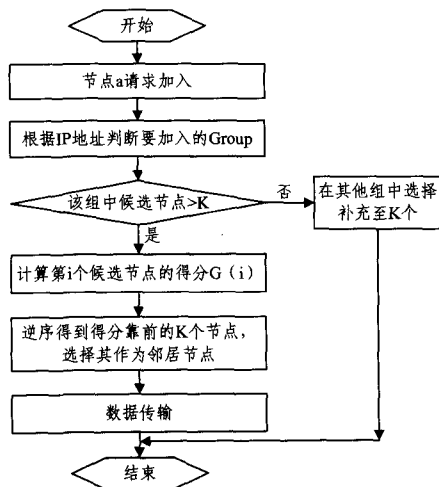 开始
节点a请求加入
根据IP地址判断要加入的Group
该组中候选节点>K
否
在其他组中选择
补充至K个
是
计算第i个候选节点的得分G（i）
逆序得到得分靠前的K个节点，
选择其作为邻居节点
数据传输
结束